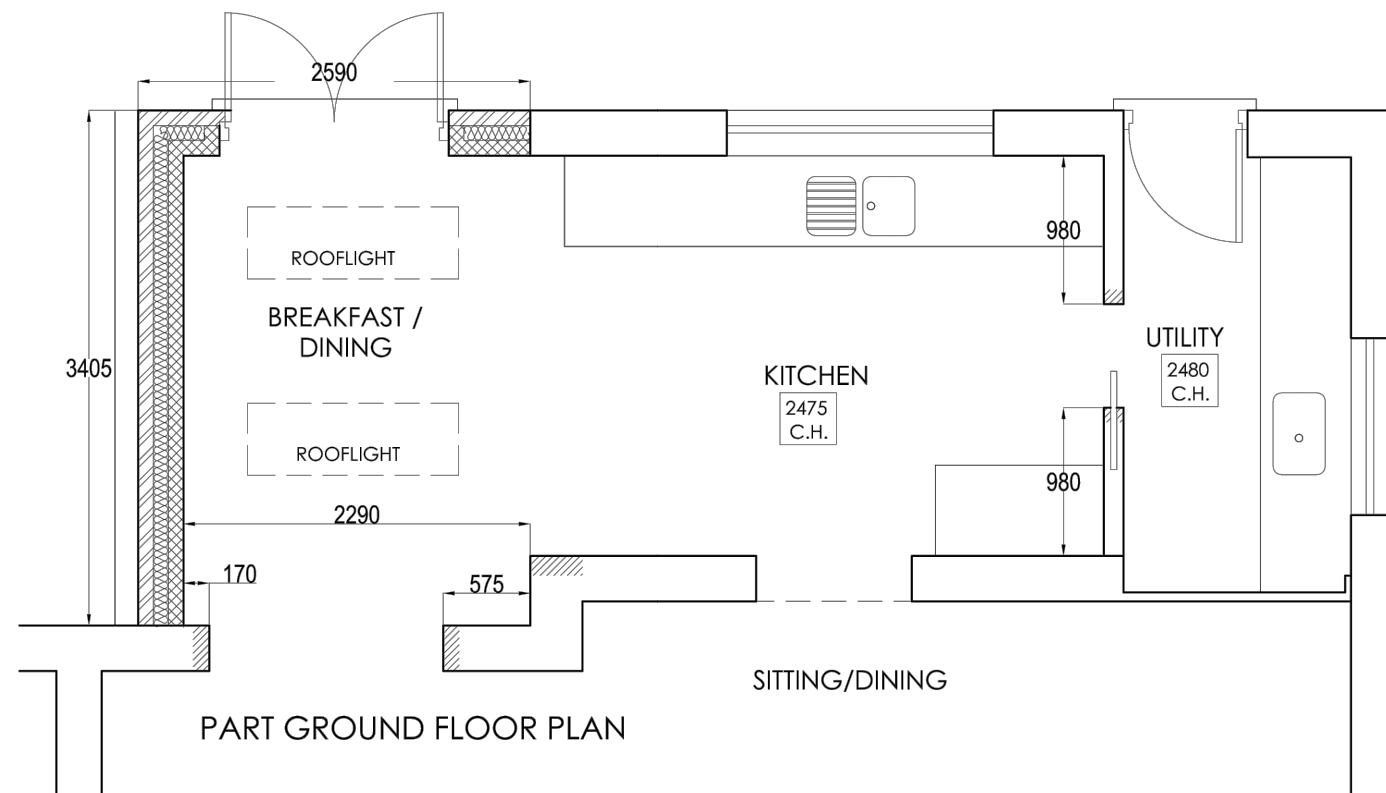 2590
ROOFLIGHT
980
BREAKFAST /
DINING
UTILITY
2480
C.H.
3405
KITCHEN
2475
C.H.
ROOFLIGHT
980
2290
170
575
SITTING/DINING
PART GROUND FLOOR PLAN